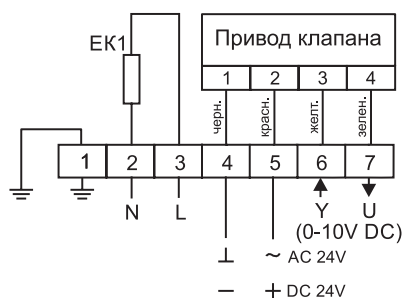 ЕК1
Привод клапана
1 2 3 4
черн. красн. желт. зелен.
1 2 3 4 5 6 7
N L Y U
(0-10V DC)
⊥ ~ AC 24V
− + DC 24V